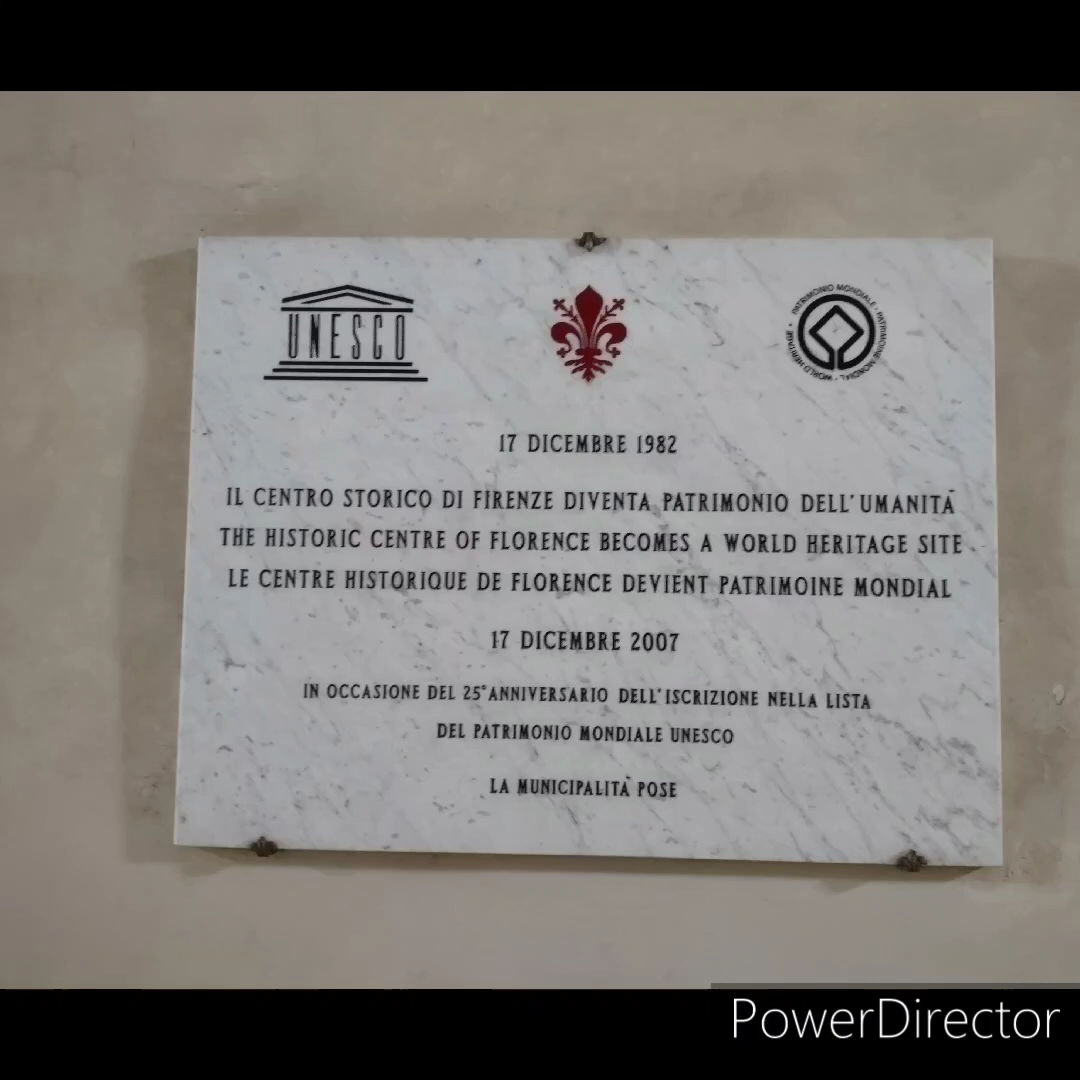 UNESCO
PATRIMONIO MONDIALE • PATRIMOINE MONDIAL • WORLD HERITAGE •
17 DICEMBRE 1982
IL CENTRO STORICO DI FIRENZE DIVENTA PATRIMONIO DELL'UMANITÀ
THE HISTORIC CENTRE OF FLORENCE BECOMES A WORLD HERITAGE SITE
LE CENTRE HISTORIQUE DE FLORENCE DEVIENT PATRIMOINE MONDIAL
17 DICEMBRE 2007
IN OCCASIONE DEL 25° ANNIVERSARIO DELL'ISCRIZIONE NELLA LISTA
DEL PATRIMONIO MONDIALE UNESCO
LA MUNICIPALITÀ POSE
PowerDirector